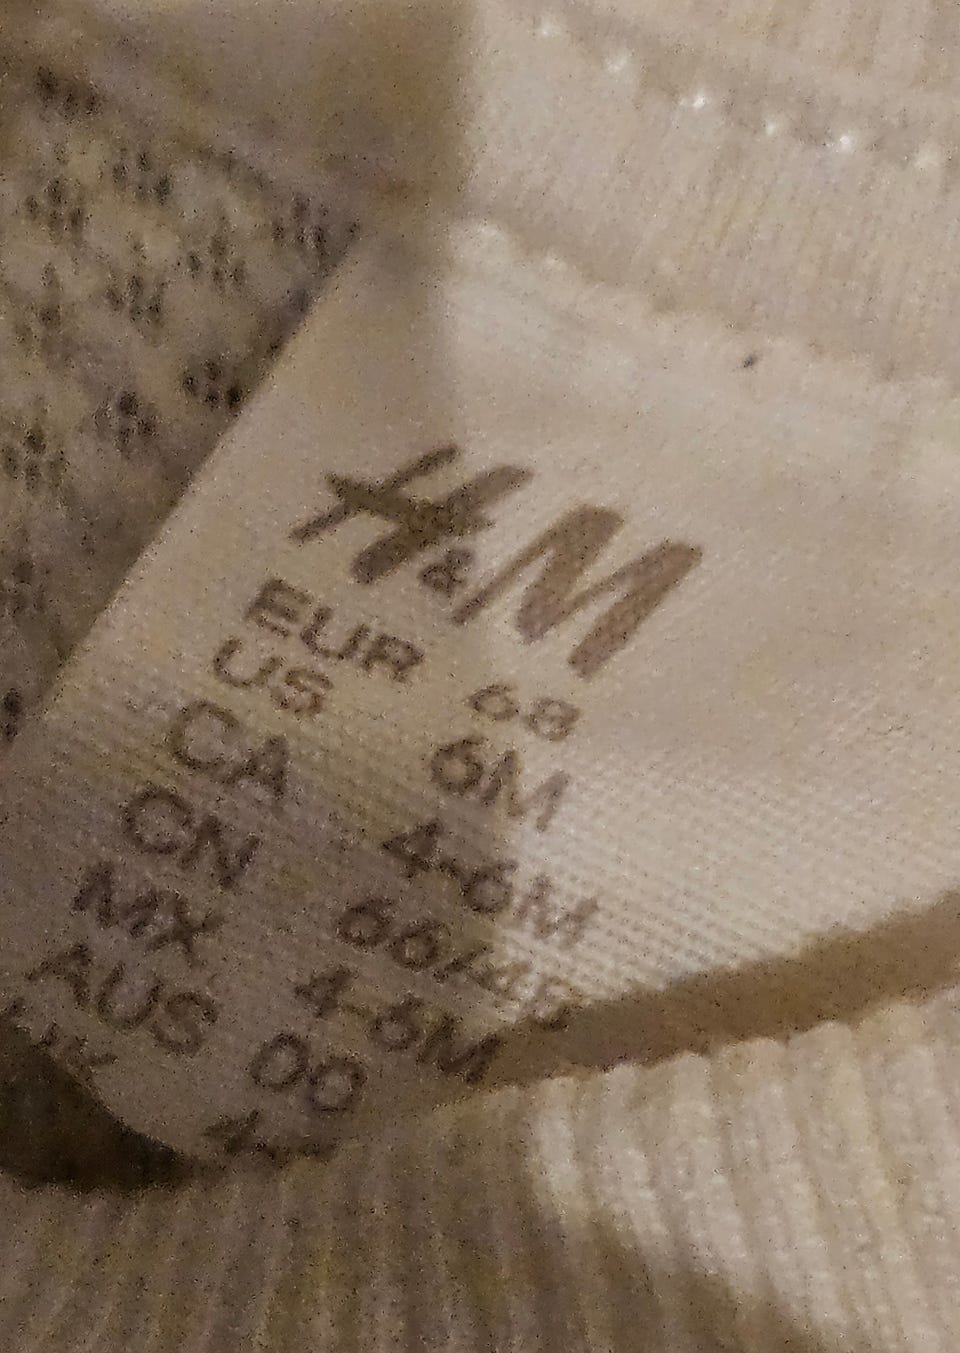 H&M
EUR 68
US 6M
CA 4-6M
CN
MX 4-6M
AUS 00